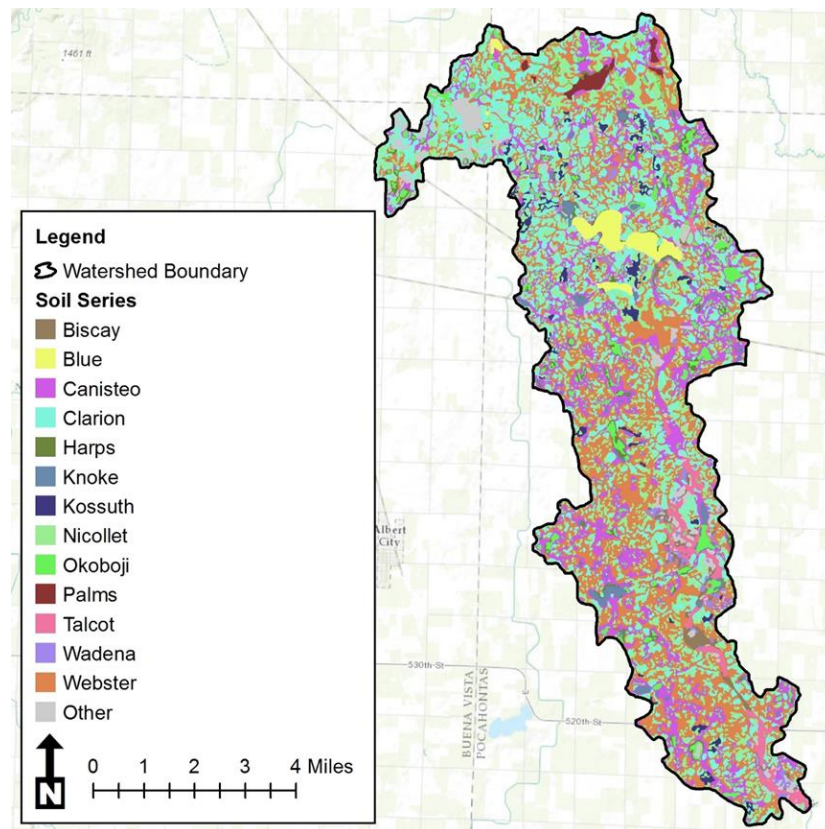 1461 ft
Legend
Watershed Boundary
Soil Series
Biscay
Blue
Canisteo
Clarion
Harps
Knoke
Kossuth
Nicollet
Okoboji
Palms
Talcot
Wadena
Webster
Other
N
0 1 2 3 4 Miles
Albert
City
530th St
520th St
BUENA VISTA
POCAHONTAS